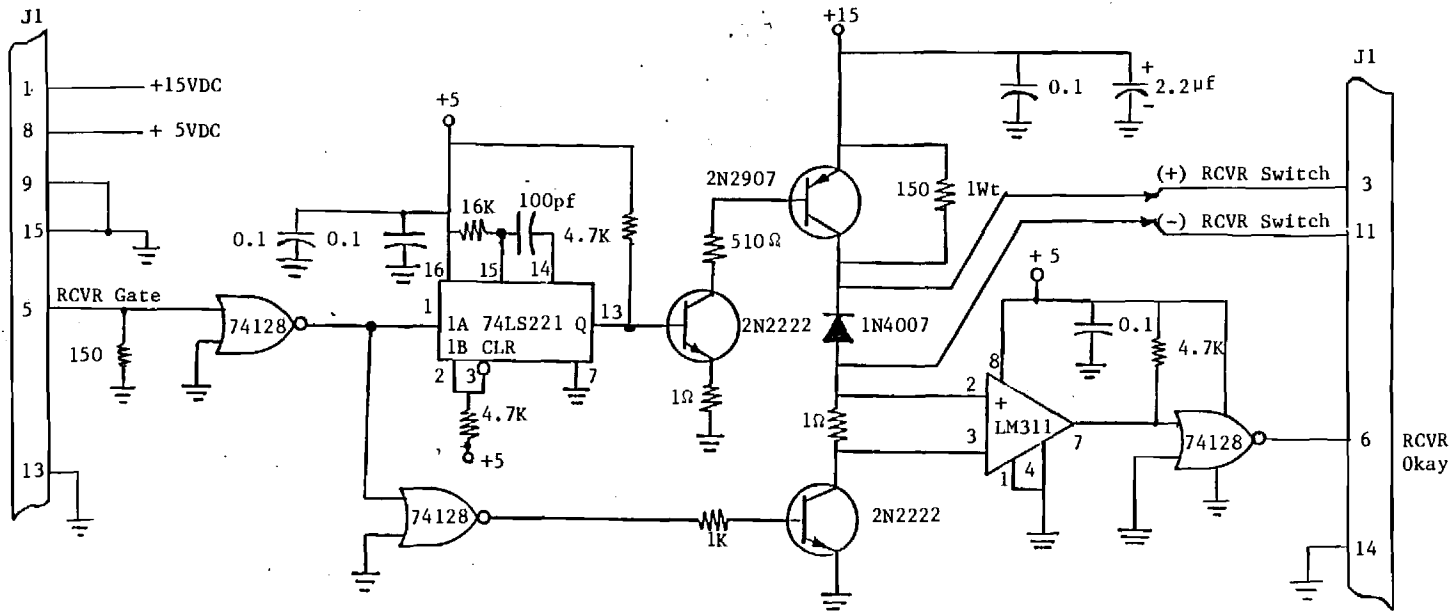 J1
1
+15VDC
8
+ 5VDC
9
15
5
RCVR Gate
150
13
74128
0.1
0.1
+5
16K
100pf
4.7K
16
15
14
1
1A
74LS221
Q
13
1B
CLR
2
3
7
4.7K
+5
74128
510Ω
2N2222
1Ω
1K
+15
0.1
+
2.2µf
-
2N2907
150
1Wt
1N4007
1Ω
2N2222
+ 5
0.1
4.7K
8
2
+
LM311
3
7
1
4
74128
J1
(+) RCVR Switch
3
(-) RCVR Switch
11
6
RCVR
Okay
14